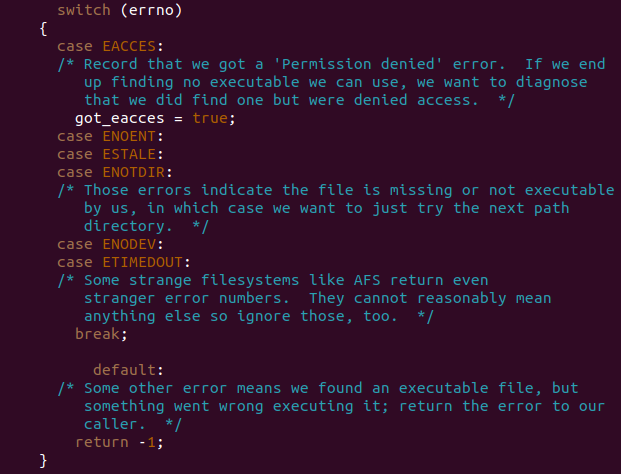 switch (errno)
{
case EACCES:
/* Record that we got a 'Permission denied' error.  If we end
up finding no executable we can use, we want to diagnose
that we did find one but were denied access.  */
got_eacces = true;
case ENOENT:
case ESTALE:
case ENOTDIR:
/* Those errors indicate the file is missing or not executable
by us, in which case we want to just try the next path
directory.  */
case ENODEV:
case ETIMEDOUT:
/* Some strange filesystems like AFS return even
stranger error numbers.  They cannot reasonably mean
anything else so ignore those, too.  */
break;
default:
/* Some other error means we found an executable file, but
something went wrong executing it; return the error to our
caller.  */
return -1;
}